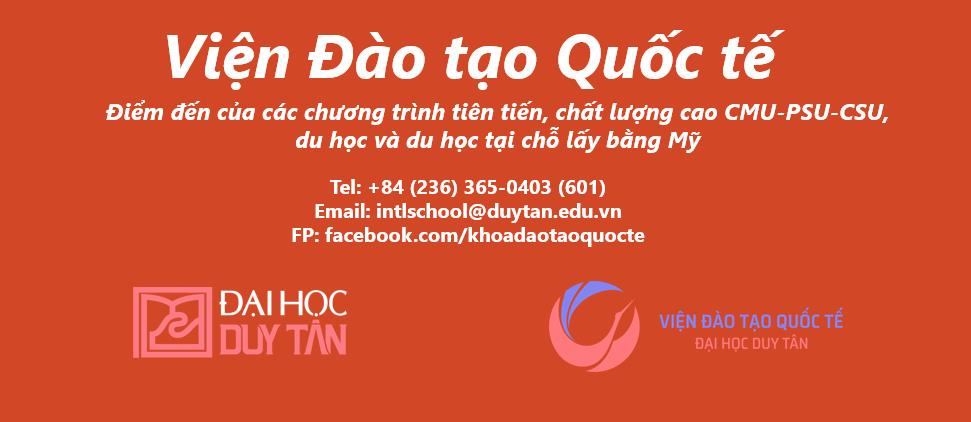 Viện Đào tạo Quốc tế
Điểm đến của các chương trình tiên tiến, chất lượng cao CMU-PSU-CSU,
du học và du học tại chỗ lấy bằng Mỹ
Tel: +84 (236) 365-0403 (601)
Email: intlschool@duytan.edu.vn
FP: facebook.com/khoadaotaoquocte
ĐẠI HỌC
DUY TÂN
VIỆN ĐÀO TẠO QUỐC TẾ
ĐẠI HỌC DUY TÂN